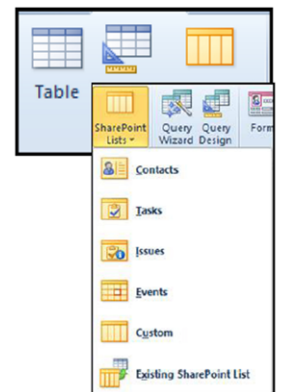 Table
SharePoint Lists
Query Wizard
Query Design
Form
Contacts
Tasks
Issues
Events
Custom
Existing SharePoint List